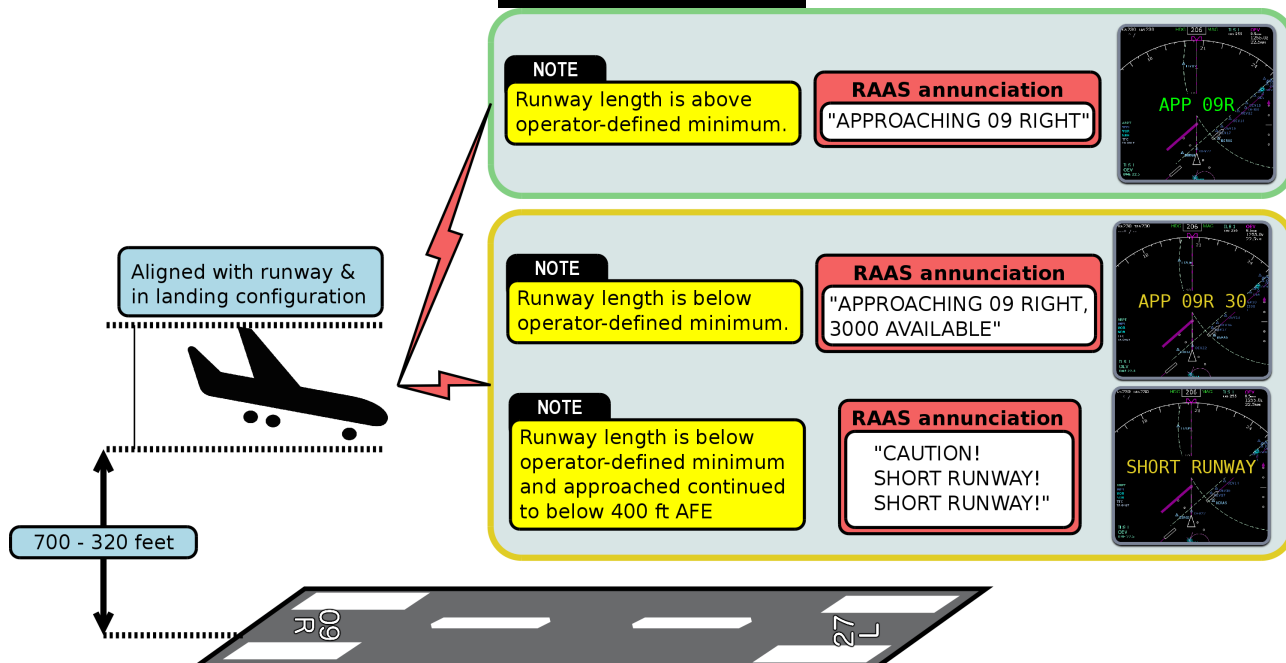 NOTE
Runway length is above
operator-defined minimum.
RAAS annunciation
"APPROACHING 09 RIGHT"
206
APP 09R
Aligned with runway &
in landing configuration
NOTE
Runway length is below
operator-defined minimum.
RAAS annunciation
"APPROACHING 09 RIGHT,
3000 AVAILABLE"
206
APP 09R 30
NOTE
Runway length is below
operator-defined minimum
and approached continued
to below 400 ft AFE
RAAS annunciation
"CAUTION!
SHORT RUNWAY!
SHORT RUNWAY!"
206
SHORT RUNWAY
700 - 320 feet
09
R
27
L